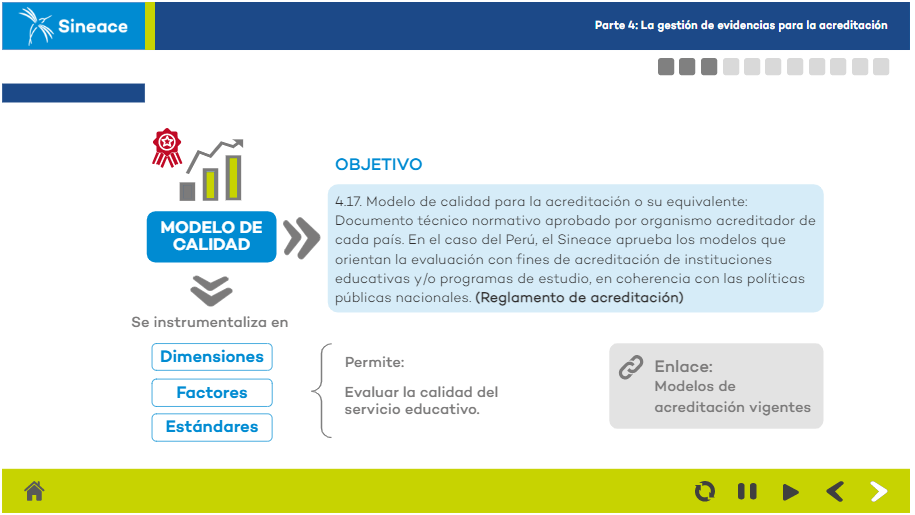 Sineace
Parte 4: La gestión de evidencias para la acreditación
OBJETIVO
MODELO DE
CALIDAD
4.17. Modelo de calidad para la acreditación o su equivalente:
Documento técnico normativo aprobado por organismo acreditador de
cada país. En el caso del Perú, el Sineace aprueba los modelos que
orientan la evaluación con fines de acreditación de instituciones
educativas y/o programas de estudio, en coherencia con las políticas
públicas nacionales. (Reglamento de acreditación)
Se instrumentaliza en
Dimensiones
Factores
Estándares
Permite:
Evaluar la calidad del
servicio educativo.
Enlace:
Modelos de
acreditación vigentes